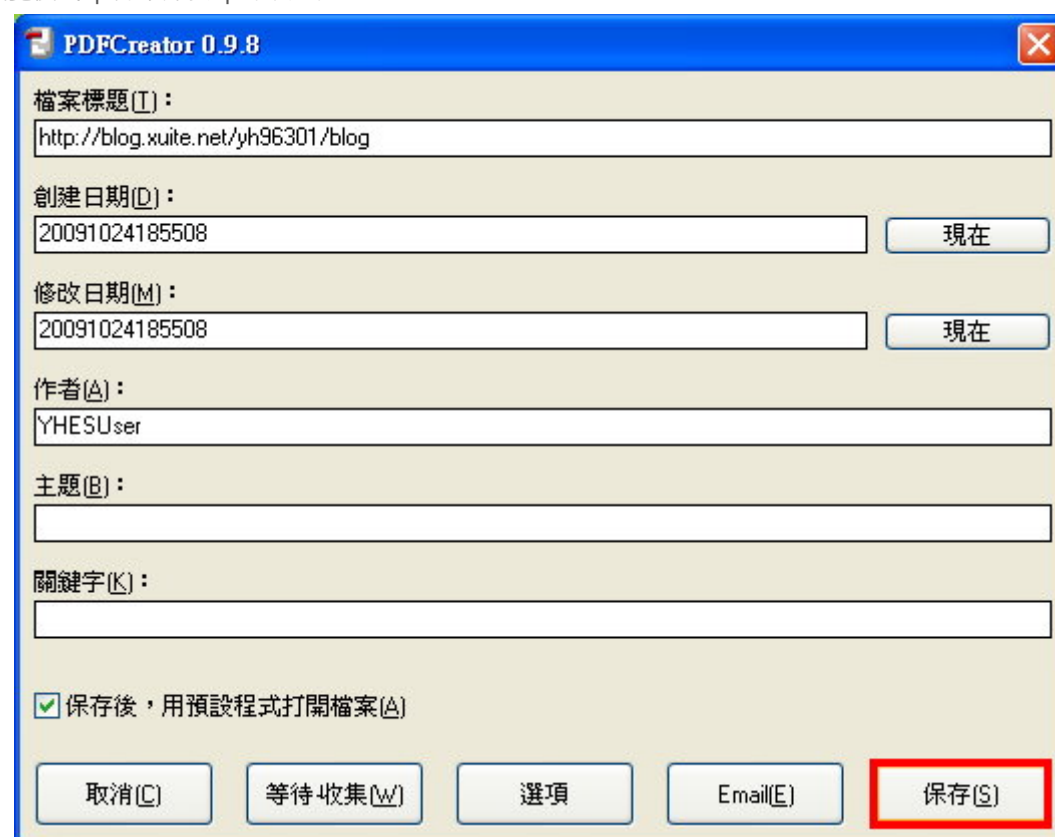 PDFCreator 0.9.8
檔案標題(T)：
http://blog.xuite.net/yh96301/blog
創建日期(D)：
20091024185508
現在
修改日期(M)：
20091024185508
現在
作者(A)：
YHESUser
主題(B)：
關鍵字(K)：
保存後，用預設程式打開檔案(A)
取消(C) 等待收集(W) 選項 Email(E) 保存(S)